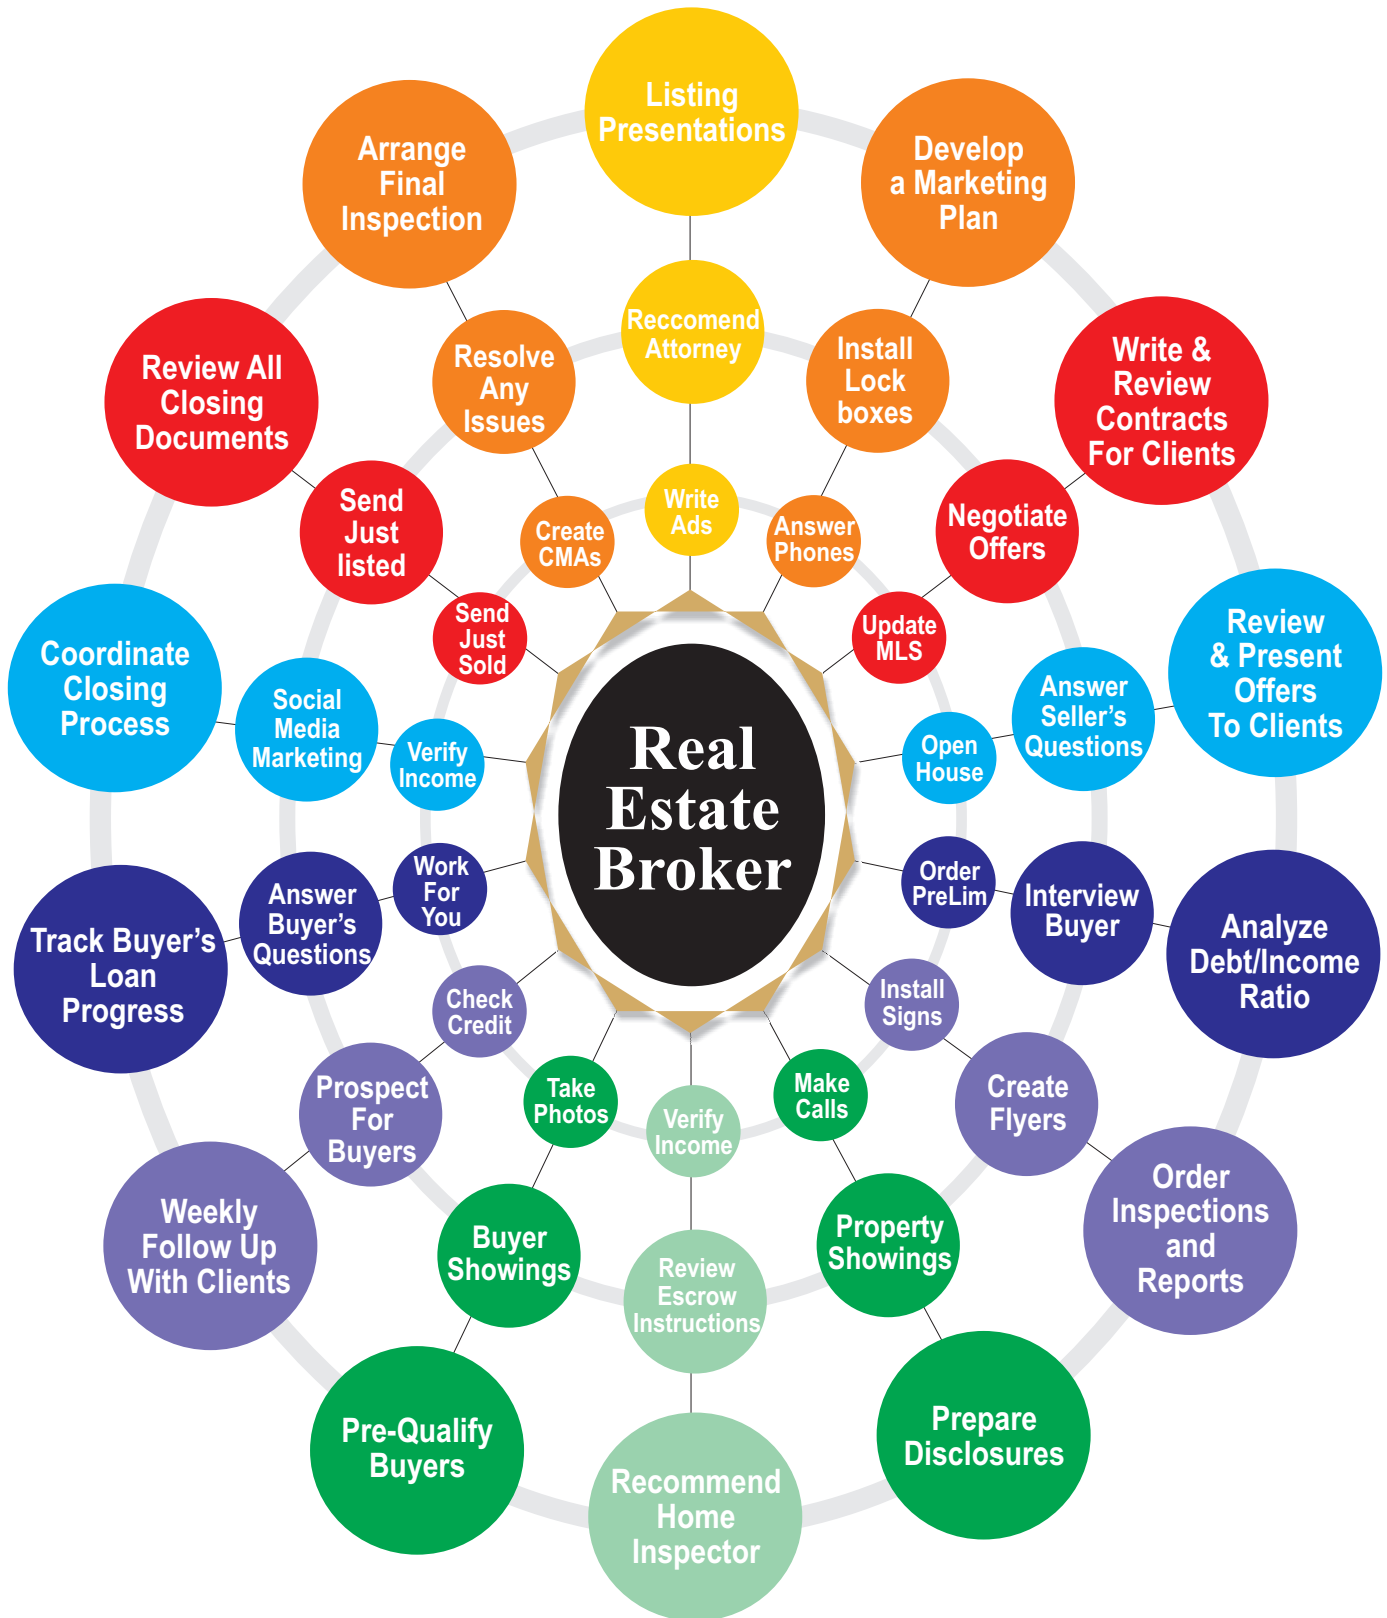 Listing
Presentations
Develop
a Marketing
Plan
Write &
Review
Contracts
For Clients
Review
& Present
Offers
To Clients
Analyze
Debt/Income
Ratio
Order
Inspections
and
Reports
Prepare
Disclosures
Recommend
Home
Inspector
Pre-Qualify
Buyers
Weekly
Follow Up
With Clients
Track Buyer's
Loan
Progress
Coordinate
Closing
Process
Review All
Closing
Documents
Arrange
Final
Inspection
Reccomend
Attorney
Install
Lock
boxes
Negotiate
Offers
Answer
Seller's
Questions
Interview
Buyer
Create
Flyers
Property
Showings
Review
Escrow
Instructions
Buyer
Showings
Prospect
For
Buyers
Answer
Buyer's
Questions
Social
Media
Marketing
Send
Just
listed
Resolve
Any
Issues
Write
Ads
Answer
Phones
Update
MLS
Open
House
Order
PreLim
Install
Signs
Make
Calls
Verify
Income
Take
Photos
Check
Credit
Work
For
You
Verify
Income
Send
Just
Sold
Create
CMAs
Real
Estate
Broker